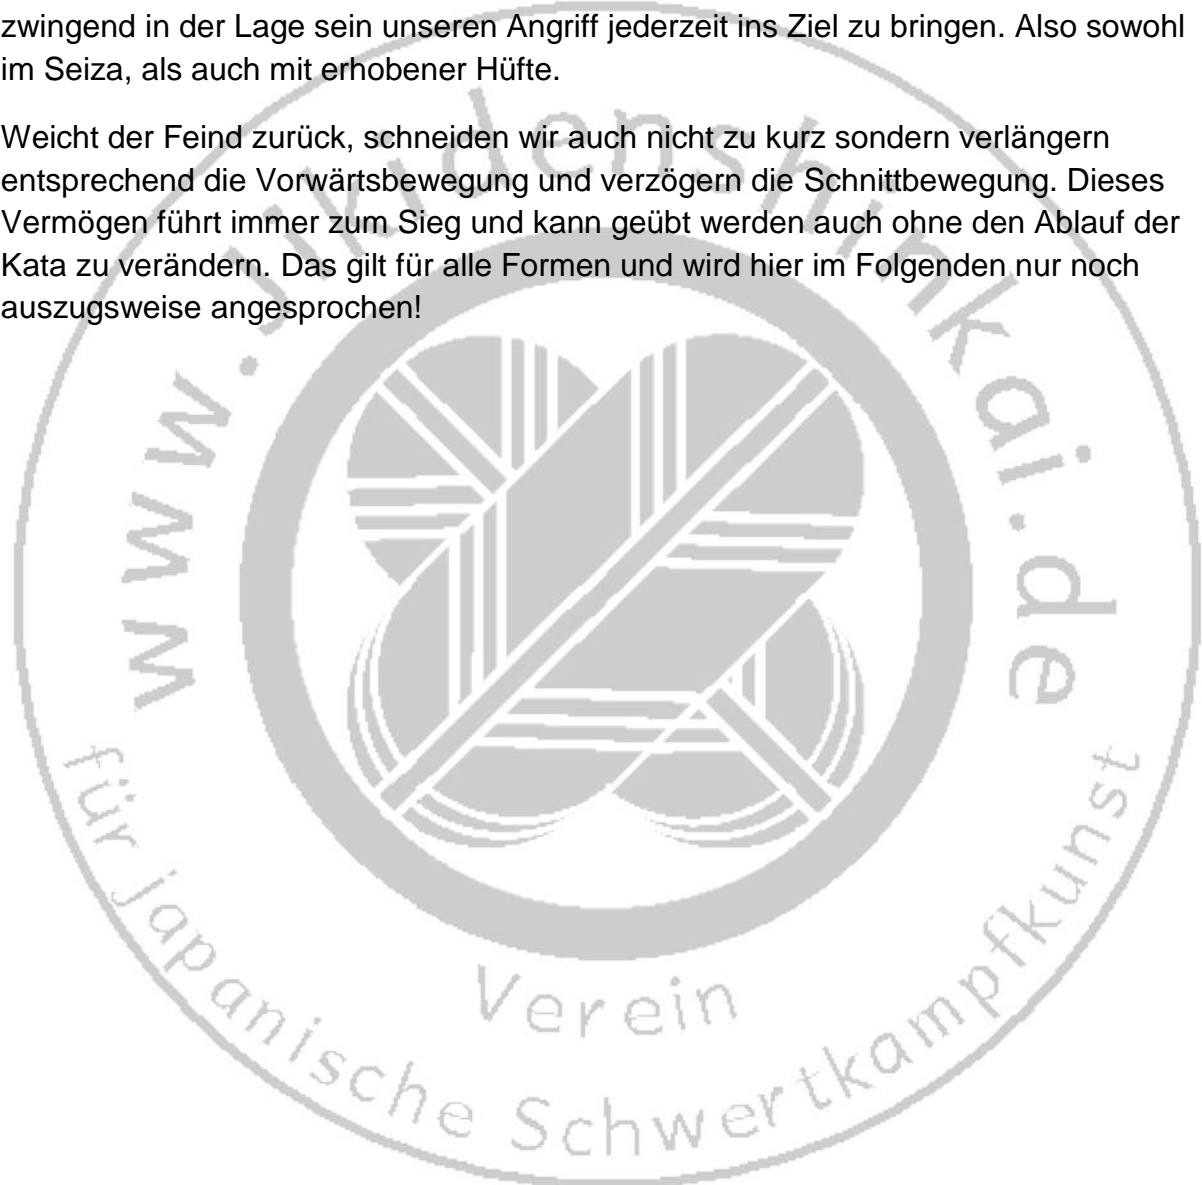 zwingend in der Lage sein unseren Angriff jederzeit ins Ziel zu bringen. Also sowohl
im Seiza, als auch mit erhobener Hüfte.
Weicht der Feind zurück, schneiden wir auch nicht zu kurz sondern verlängern
entsprechend die Vorwärtsbewegung und verzögern die Schnittbewegung. Dieses
Vermögen führt immer zum Sieg und kann geübt werden auch ohne den Ablauf der
Kata zu verändern. Das gilt für alle Formen und wird hier im Folgenden nur noch
auszugsweise angesprochen!
www.Jikidenshinkai.de
Verein
für japanische Schwertkampfkunst